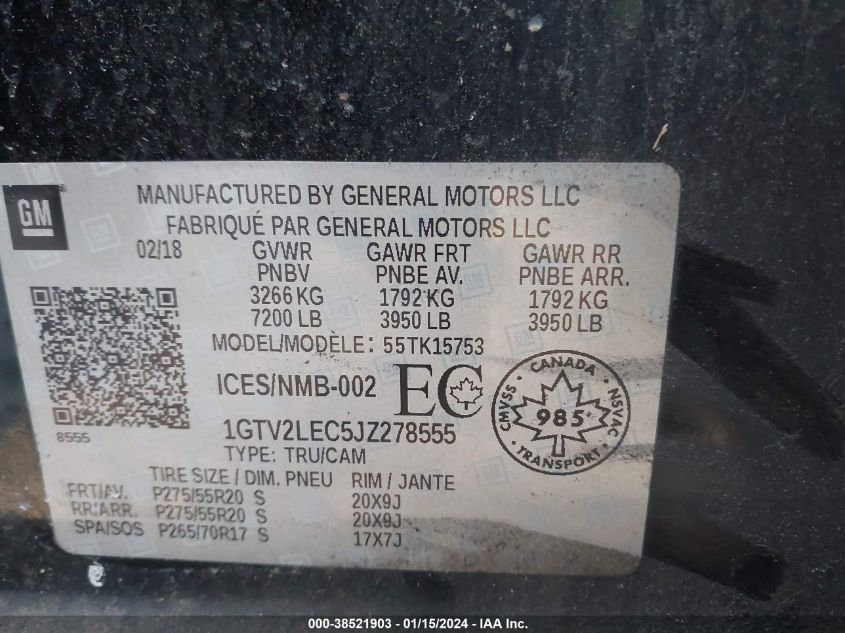 GM
MANUFACTURED BY GENERAL MOTORS LLC
FABRIQUÉ PAR GENERAL MOTORS LLC
02/18 GVWR GAWR FRT GAWR RR
PNBV PNBE AV. PNBE ARR.
3266 KG 1792 KG 1792 KG
7200 LB 3950 LB 3950 LB
MODEL/MODÈLE: 55TK15753
ICES/NMB-002 EC
CANADA
CMVSS 985 NSVAC
TRANSPORT
8555
1GTV2LEC5JZ278555
TYPE: TRU/CAM
TIRE SIZE / DIM. PNEU RIM / JANTE
FRT/AV. P275/55R20 S 20X9J
RR/ARR. P275/55R20 S 20X9J
SPA/SOS P265/70R17 S 17X7J
000-38521903 - 01/15/2024 - IAA Inc.